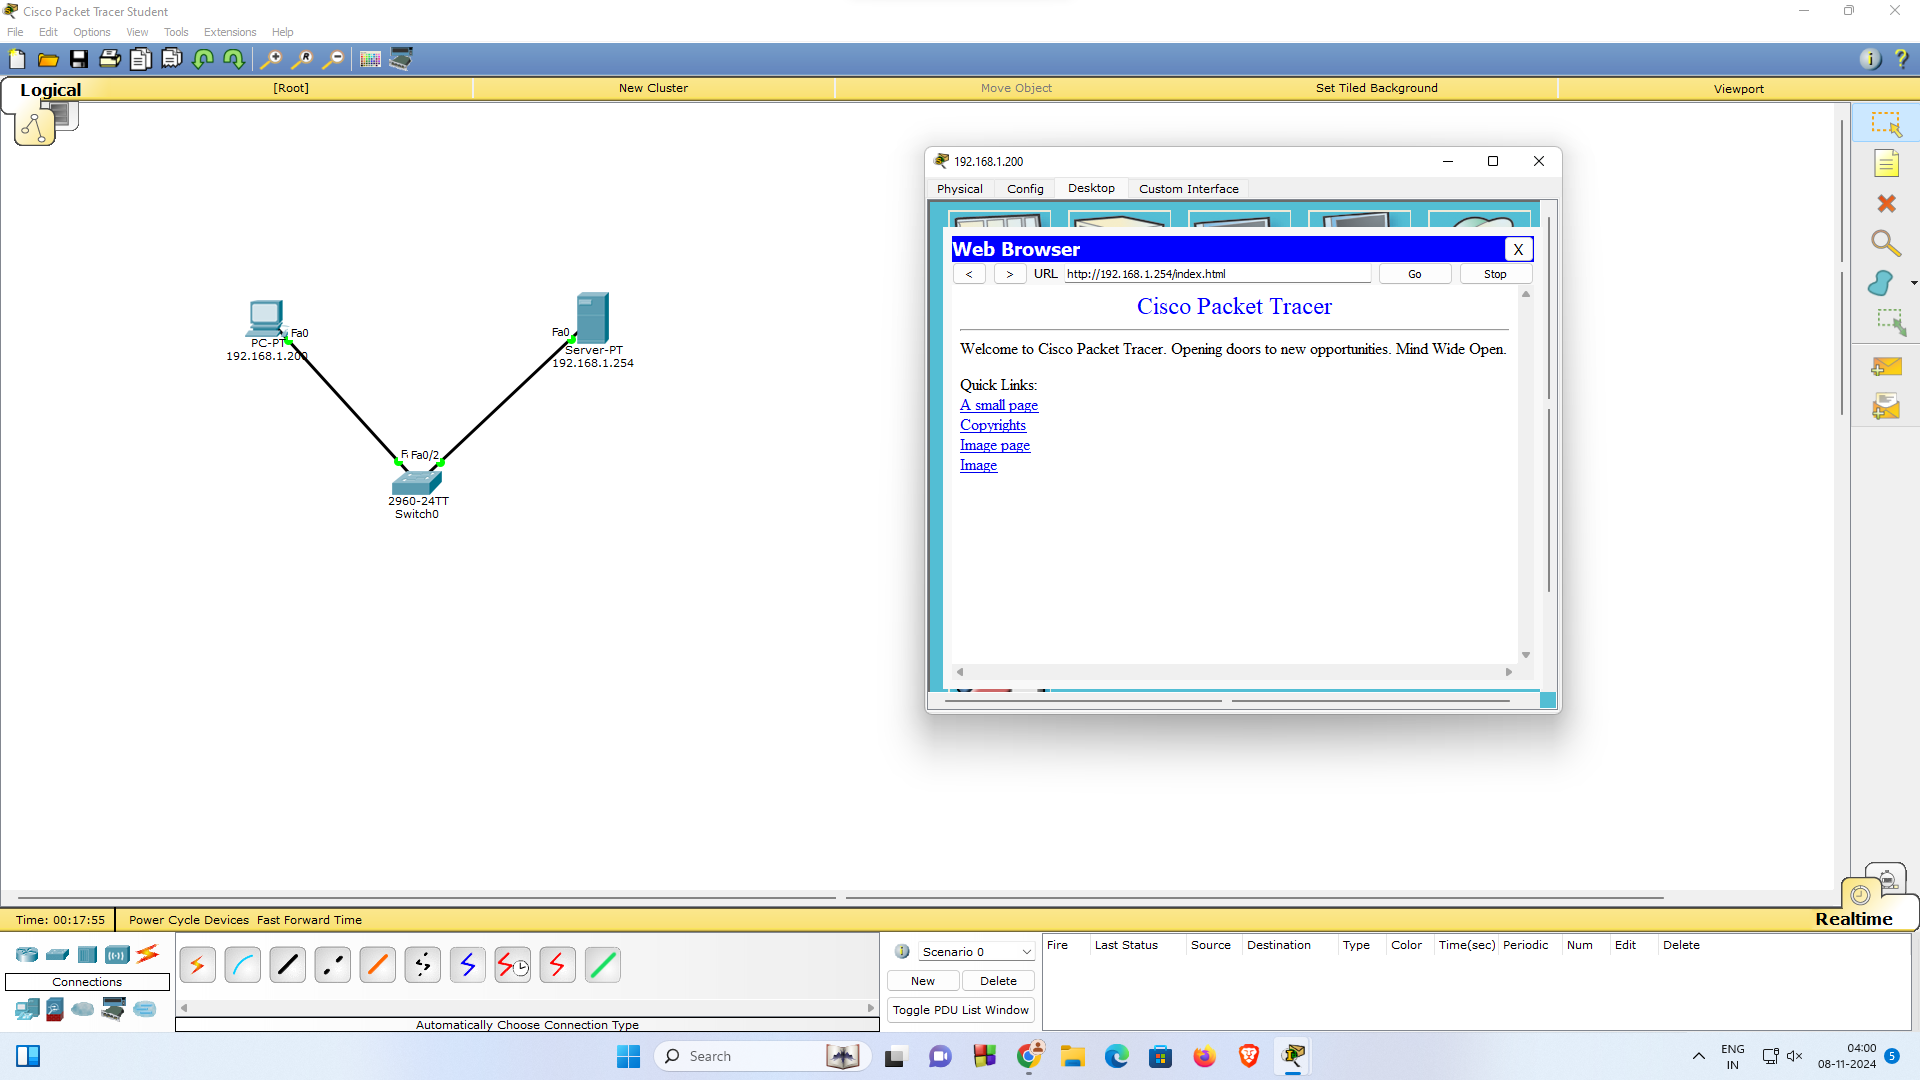 Cisco Packet Tracer Student
File Edit Options View Tools Extensions Help
Logical [Root] New Cluster Move Object Set Tiled Background Viewport
192.168.1.200
Physical Config Desktop Custom Interface
Web Browser X
< > URL http://192.168.1.254/index.html Go Stop
Cisco Packet Tracer
Welcome to Cisco Packet Tracer. Opening doors to new opportunities. Mind Wide Open.
Quick Links:
A small page
Copyrights
Image page
Image
Fa0
PC-PT
192.168.1.200
Fa0
Server-PT
192.168.1.254
Fa0/2
2960-24TT
Switch0
Time: 00:17:55 Power Cycle Devices Fast Forward Time
Realtime
Connections
Automatically Choose Connection Type
Scenario 0
New Delete
Toggle PDU List Window
Fire Last Status Source Destination Type Color Time(sec) Periodic Num Edit Delete
Search
ENG
IN
04:00
08-11-2024
5